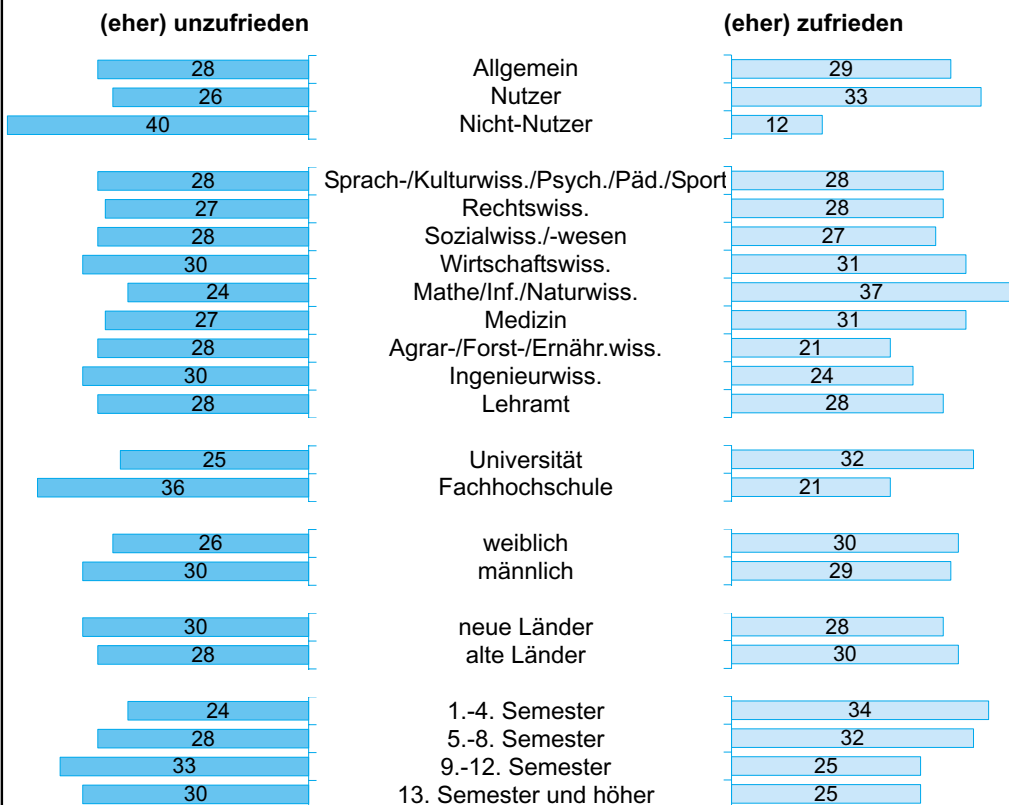 (eher) unzufrieden (eher) zufrieden
28 Allgemein 29
26 Nutzer 33
40 Nicht-Nutzer 12
28 Sprach-/Kulturwiss./Psych./Päd./Sport 28
27 Rechtswiss. 28
28 Sozialwiss./-wesen 27
30 Wirtschaftswiss. 31
24 Mathe/Inf./Naturwiss. 37
27 Medizin 31
28 Agrar-/Forst-/Ernähr.wiss. 21
30 Ingenieurwiss. 24
28 Lehramt 28
25 Universität 32
36 Fachhochschule 21
26 weiblich 30
30 männlich 29
30 neue Länder 28
28 alte Länder 30
24 1.-4. Semester 34
28 5.-8. Semester 32
33 9.-12. Semester 25
30 13. Semester und höher 25